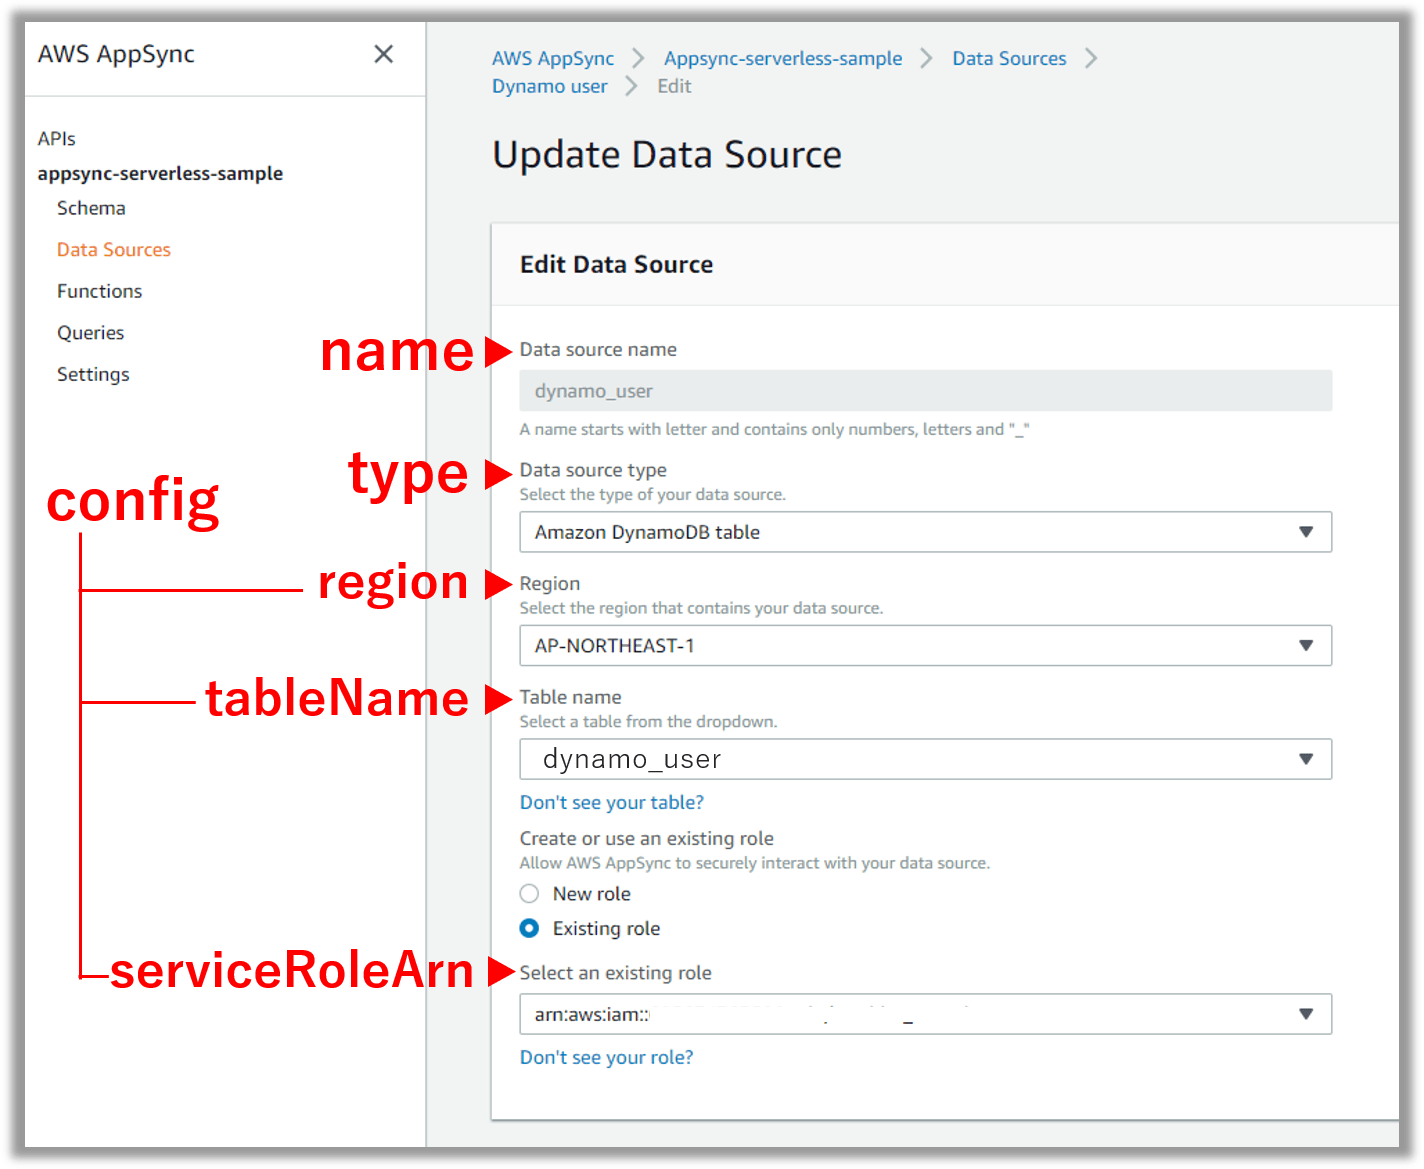 AWS AppSync
APIs
appsync-serverless-sample
Schema
Data Sources
Functions
Queries
Settings
AWS AppSync
Appsync-serverless-sample
Data Sources
Dynamo user
Edit
Update Data Source
Edit Data Source
name
Data source name
dynamo_user
A name starts with letter and contains only numbers, letters and "_"
type
Data source type
Select the type of your data source.
Amazon DynamoDB table
config
region
Region
Select the region that contains your data source.
AP-NORTHEAST-1
tableName
Table name
Select a table from the dropdown.
dynamo_user
Don't see your table?
Create or use an existing role
Allow AWS AppSync to securely interact with your data source.
New role
Existing role
serviceRoleArn
Select an existing role
arn:aws:iam::
Don't see your role?